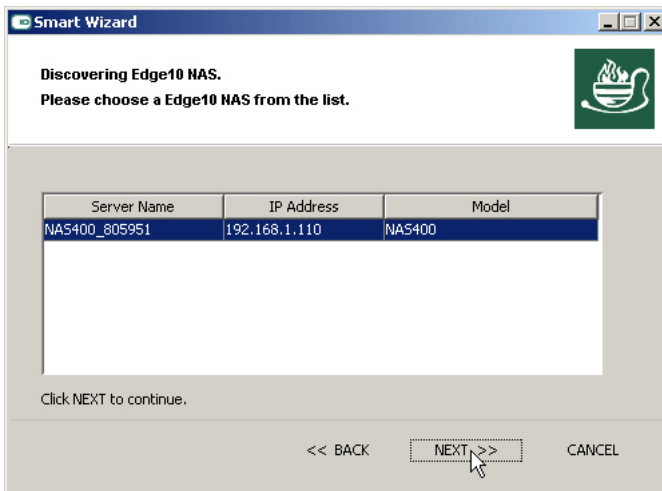 Smart Wizard
Discovering Edge10 NAS.
Please choose a Edge10 NAS from the list.
Server Name IP Address Model
NAS400_805951 192.168.1.110 NAS400
Click NEXT to continue.
<< BACK NEXT >> CANCEL